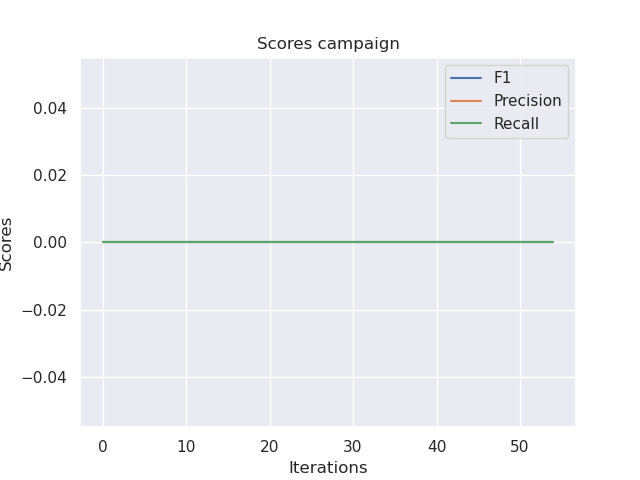 Scores campaign
F1
Precision
Recall
0.04
0.02
0.00
−0.02
−0.04
Scores
0 10 20 30 40 50
Iterations